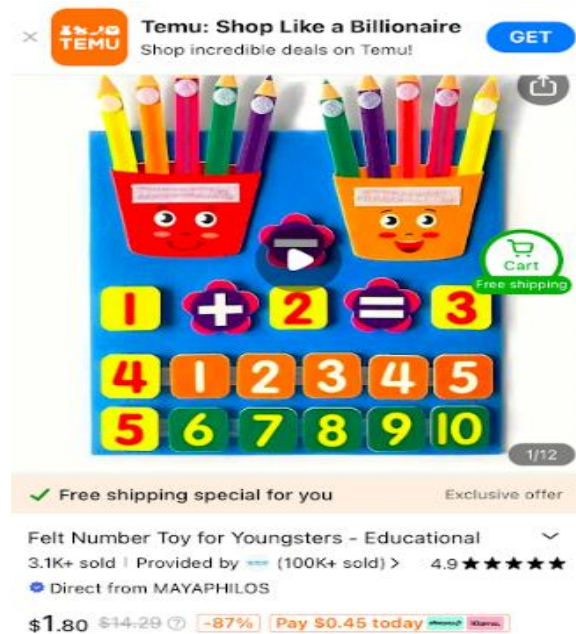 Temu: Shop Like a Billionaire
TEMU
Shop incredible deals on Temu!
GET
Cart
Free shipping
1 + 2 = 3
4 1 2 3 4 5
5 6 7 8 9 10
1/12
Free shipping special for you
Exclusive offer
Felt Number Toy for Youngsters - Educational
3.1K+ sold | Provided by (100K+ sold) > 4.9
Direct from MAYAPHILOS
$1.80 $14.29 -87% Pay $0.45 today Klarna.